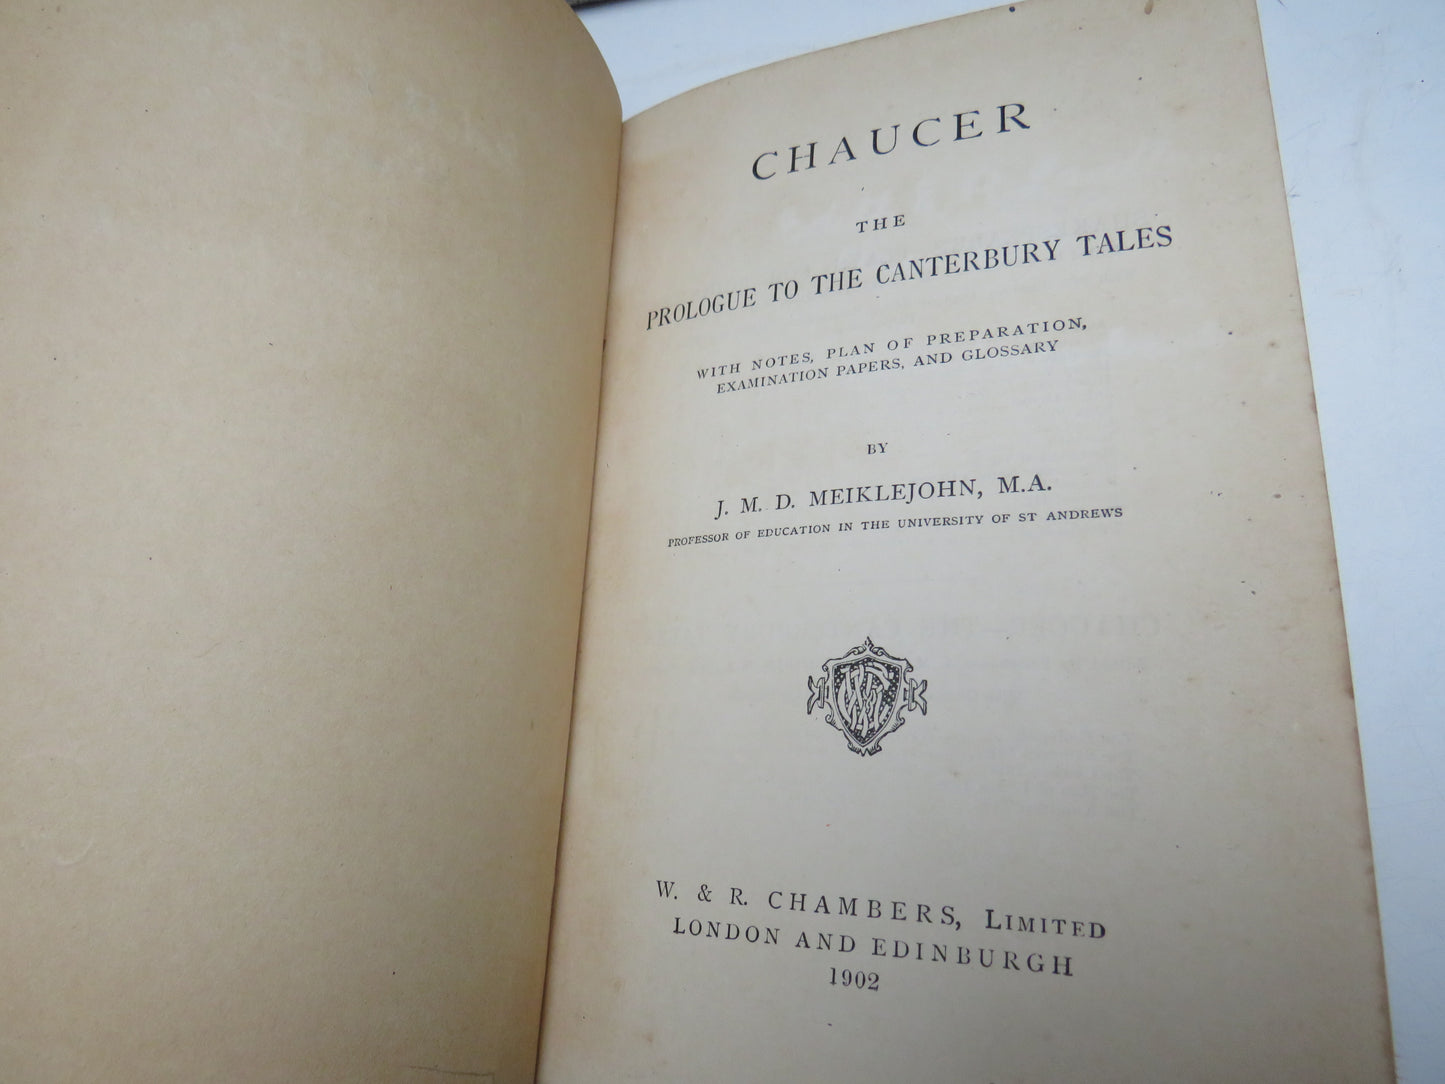 CHAUCER
THE
PROLOGUE TO THE CANTERBURY TALES
WITH NOTES, PLAN OF PREPARATION,
EXAMINATION PAPERS, AND GLOSSARY
BY
J. M. D. MEIKLEJOHN, M.A.
PROFESSOR OF EDUCATION IN THE UNIVERSITY OF ST ANDREWS
W. & R. CHAMBERS, LIMITED
LONDON AND EDINBURGH
1902